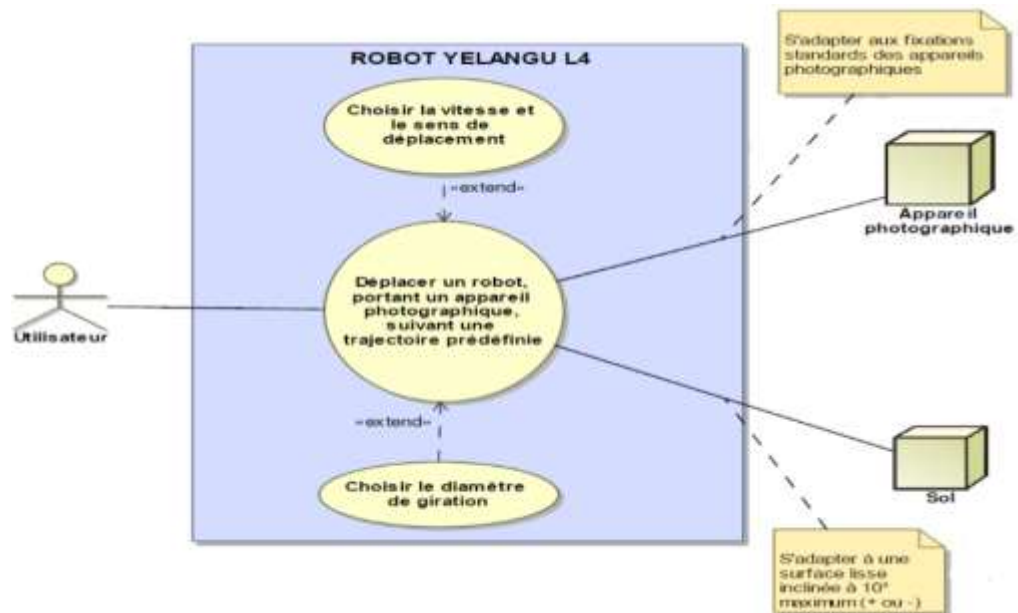 ROBOT YELANGU L4
Choisir la vitesse et
le sens de
déplacement
«extend»
Déplacer un robot,
portant un appareil
photographique,
suivant une
trajectoire prédéfinie
«extend»
Choisir le diamètre
de giration
Utilisateur
S'adapter aux fixations
standards des appareils
photographiques
Appareil
photographique
Sol
S'adapter à une
surface lisse
inclinée à 10°
maximum (+ ou -)